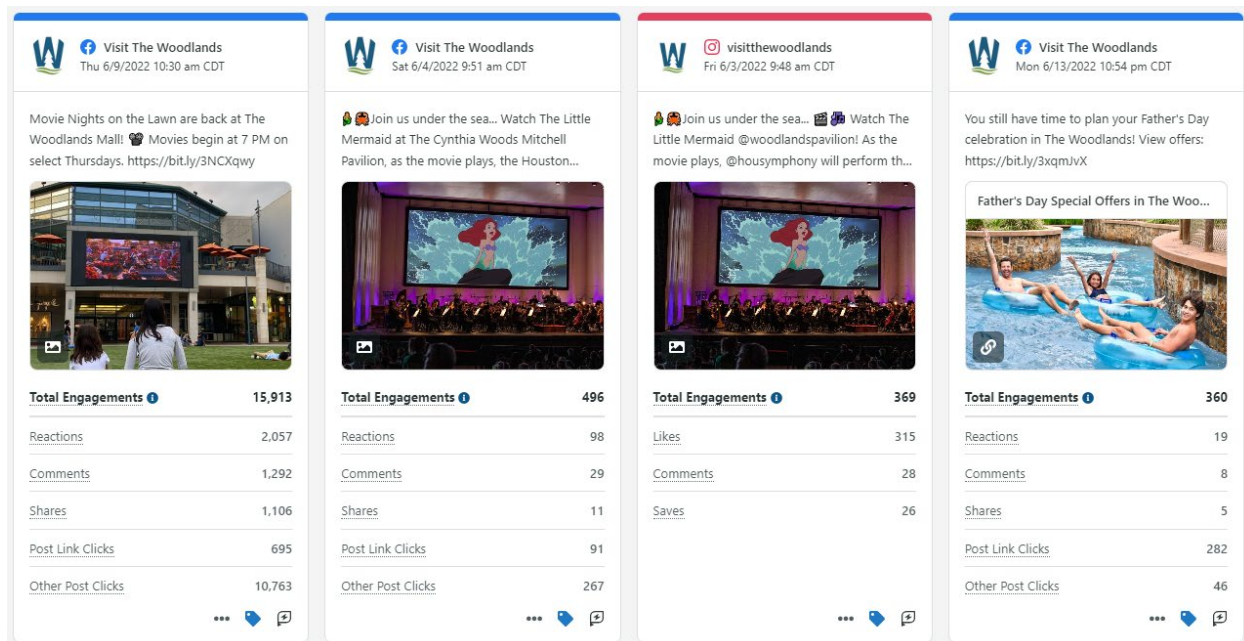 Visit The Woodlands
Thu 6/9/2022 10:30 am CDT
Movie Nights on the Lawn are back at The
Woodlands Mall! 📽 Movies begin at 7 PM on
select Thursdays. https://bit.ly/3NCXqwy
Total Engagements 15,913
Reactions 2,057
Comments 1,292
Shares 1,106
Post Link Clicks 695
Other Post Clicks 10,763
Visit The Woodlands
Sat 6/4/2022 9:51 am CDT
Join us under the sea... Watch The Little
Mermaid at The Cynthia Woods Mitchell
Pavilion, as the movie plays, the Houston...
Total Engagements 496
Reactions 98
Comments 29
Shares 11
Post Link Clicks 91
Other Post Clicks 267
visitthewoodlands
Fri 6/3/2022 9:48 am CDT
Join us under the sea... 🎬🎶 Watch The
Little Mermaid @woodlandspavilion! As the
movie plays, @housymphony will perform th...
Total Engagements 369
Likes 315
Comments 28
Saves 26
Visit The Woodlands
Mon 6/13/2022 10:54 pm CDT
You still have time to plan your Father's Day
celebration in The Woodlands! View offers:
https://bit.ly/3xqmJvX
Father's Day Special Offers in The Woo...
Total Engagements 360
Reactions 19
Comments 8
Shares 5
Post Link Clicks 282
Other Post Clicks 46